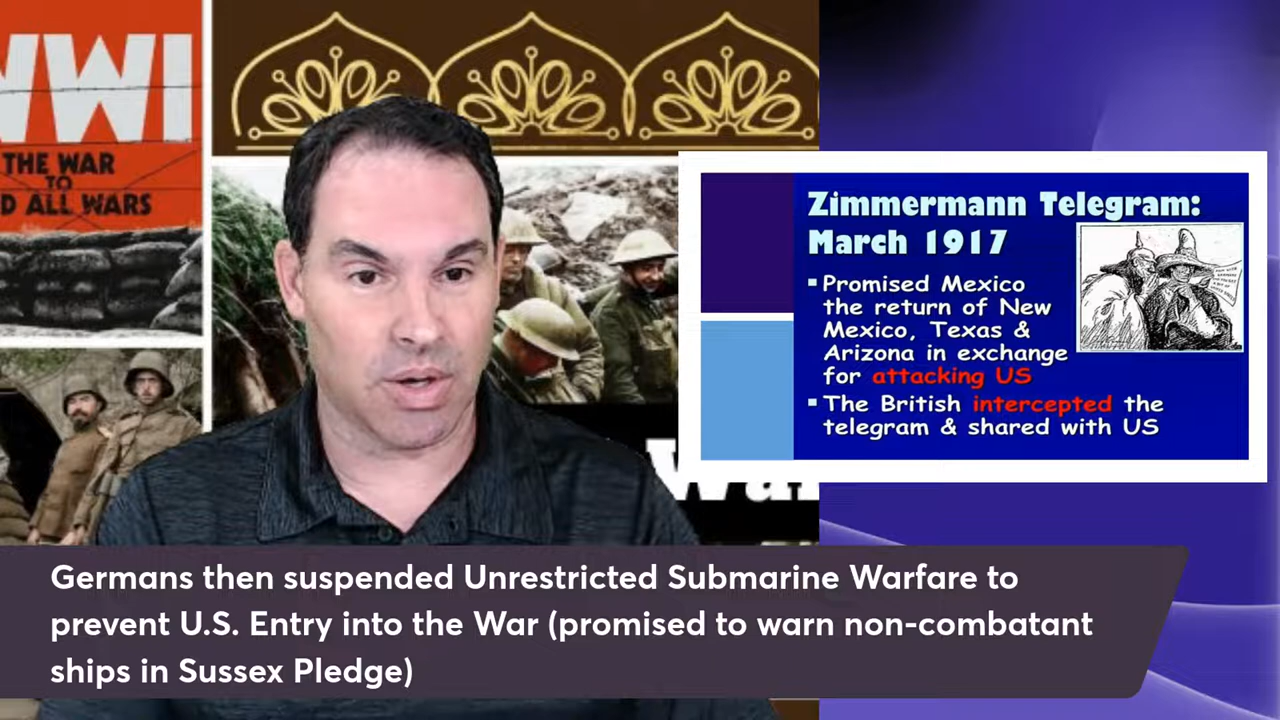 WWI
THE WAR
TO
D ALL WARS
Zimmermann Telegram:
March 1917
Promised Mexico
the return of New
Mexico, Texas &
Arizona in exchange
for attacking US
The British intercepted the
telegram & shared with US
Germans then suspended Unrestricted Submarine Warfare to
prevent U.S. Entry into the War (promised to warn non-combatant
ships in Sussex Pledge)